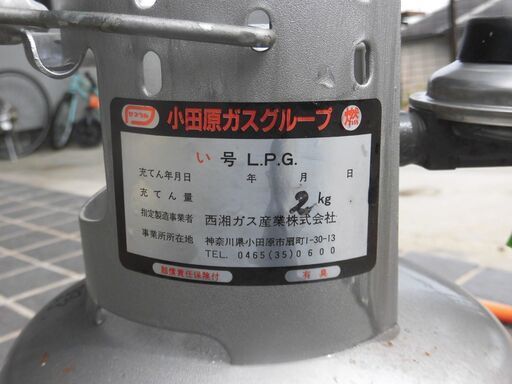 小田原ガスグループ 燃
い号 L.P.G.
充てん年月日 年 月 日
充てん量 2 kg
指定製造事業者 西湘ガス産業株式会社
事業所所在地 神奈川県小田原市扇町1-30-13
TEL. 0465(35)0600
賠償責任保険付 有臭